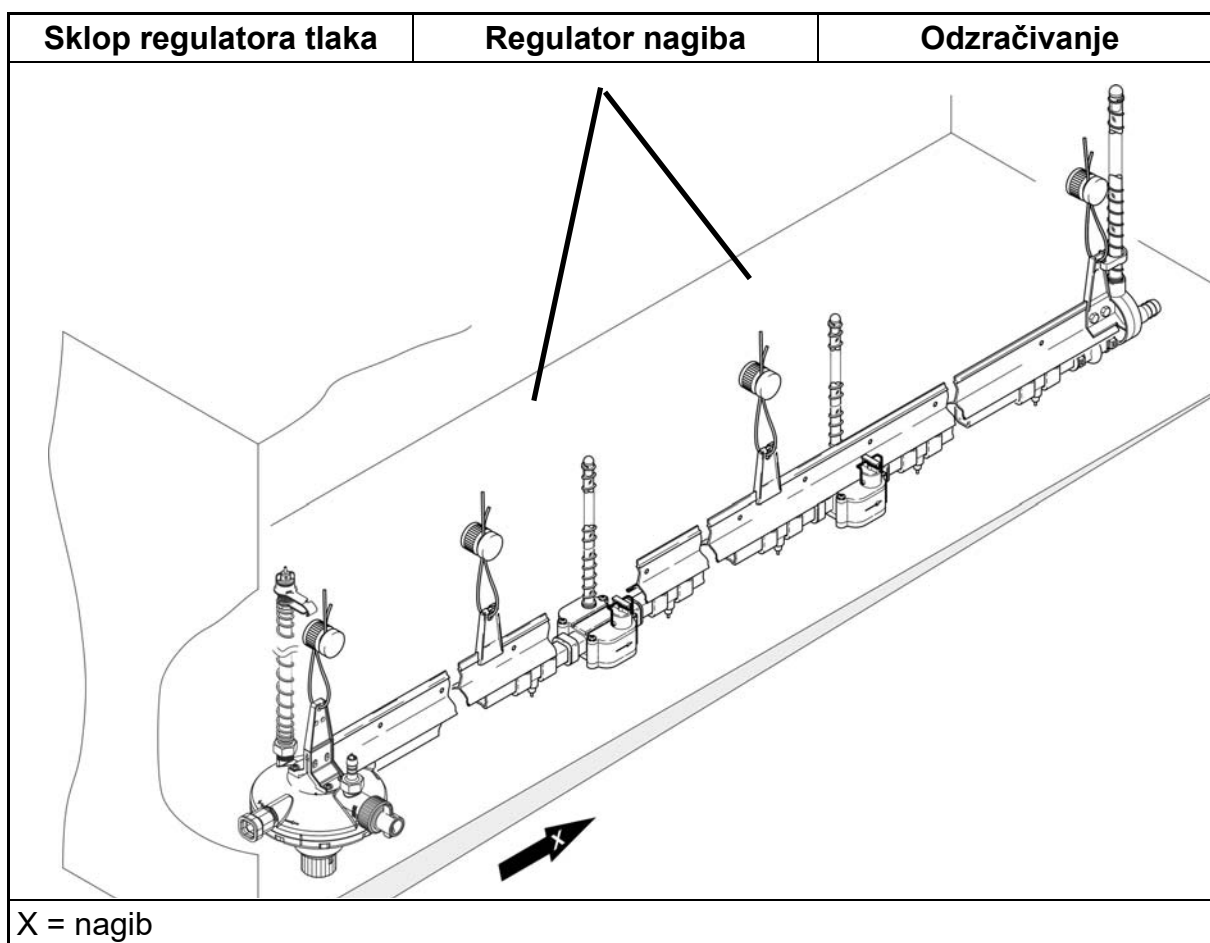 Sklop regulatora tlaka
Regulator nagiba
Odzračivanje
X
X = nagib